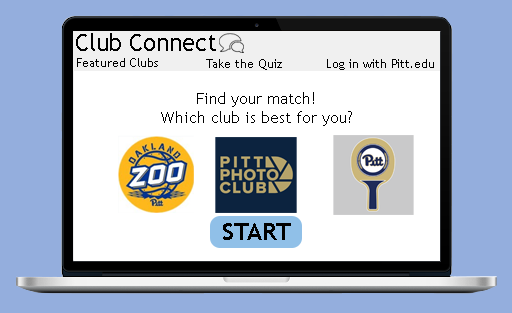 Club Connect
Featured Clubs
Take the Quiz
Log in with Pitt.edu
Find your match!
Which club is best for you?
OAKLAND
ZOO
Pitt
PITT
PHOTO
CLUB
Pitt
START